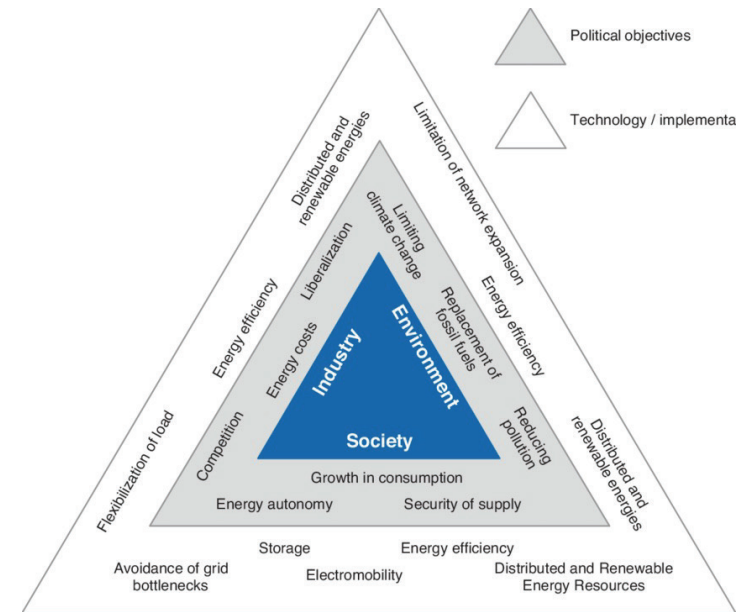 Political objectives
Technology / implementa
Distributed and
renewable energies
Limitation of network expansion
Liberalization
Limiting
climate change
Energy efficiency
Energy costs
Industry
Environment
Replacement of
fossil fuels
Energy efficiency
Flexibilization of load
Competition
Society
Reducing
pollution
Distributed and
renewable energies
Growth in consumption
Energy autonomy
Security of supply
Storage
Energy efficiency
Avoidance of grid
bottlenecks
Electromobility
Distributed and Renewable
Energy Resources